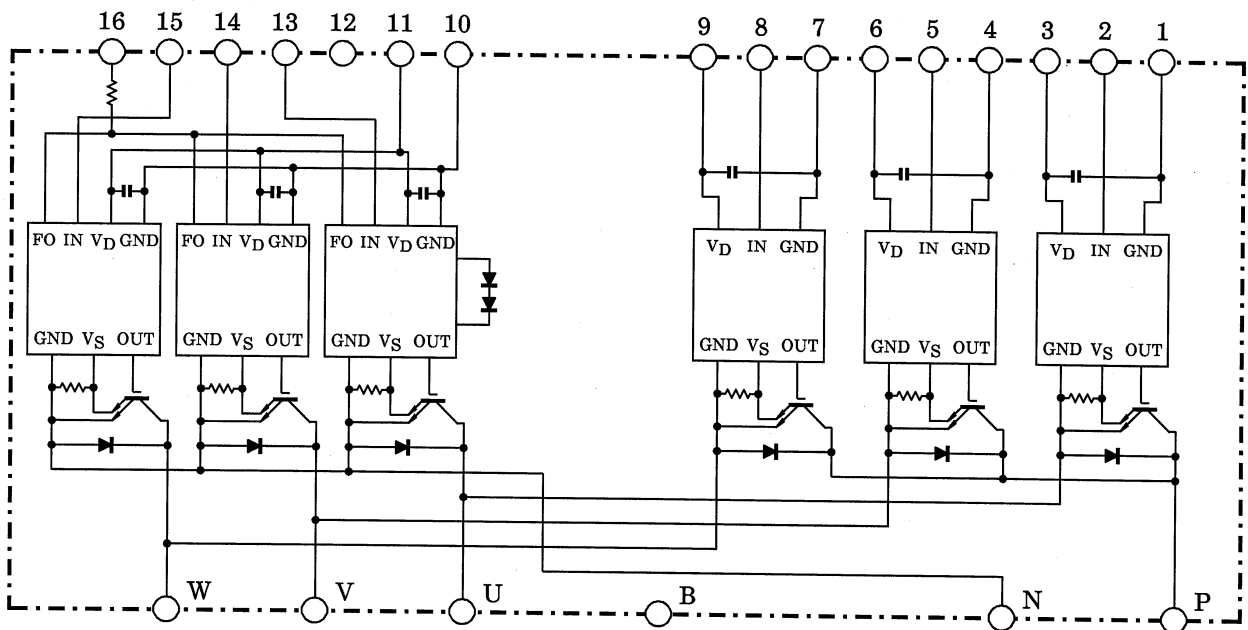 16 15 14 13 12 11 10 9 8 7 6 5 4 3 2 1
FO IN VD GND FO IN VD GND FO IN VD GND VD IN GND VD IN GND VD IN GND
GND VS OUT GND VS OUT GND VS OUT GND VS OUT GND VS OUT GND VS OUT
W V U B N P